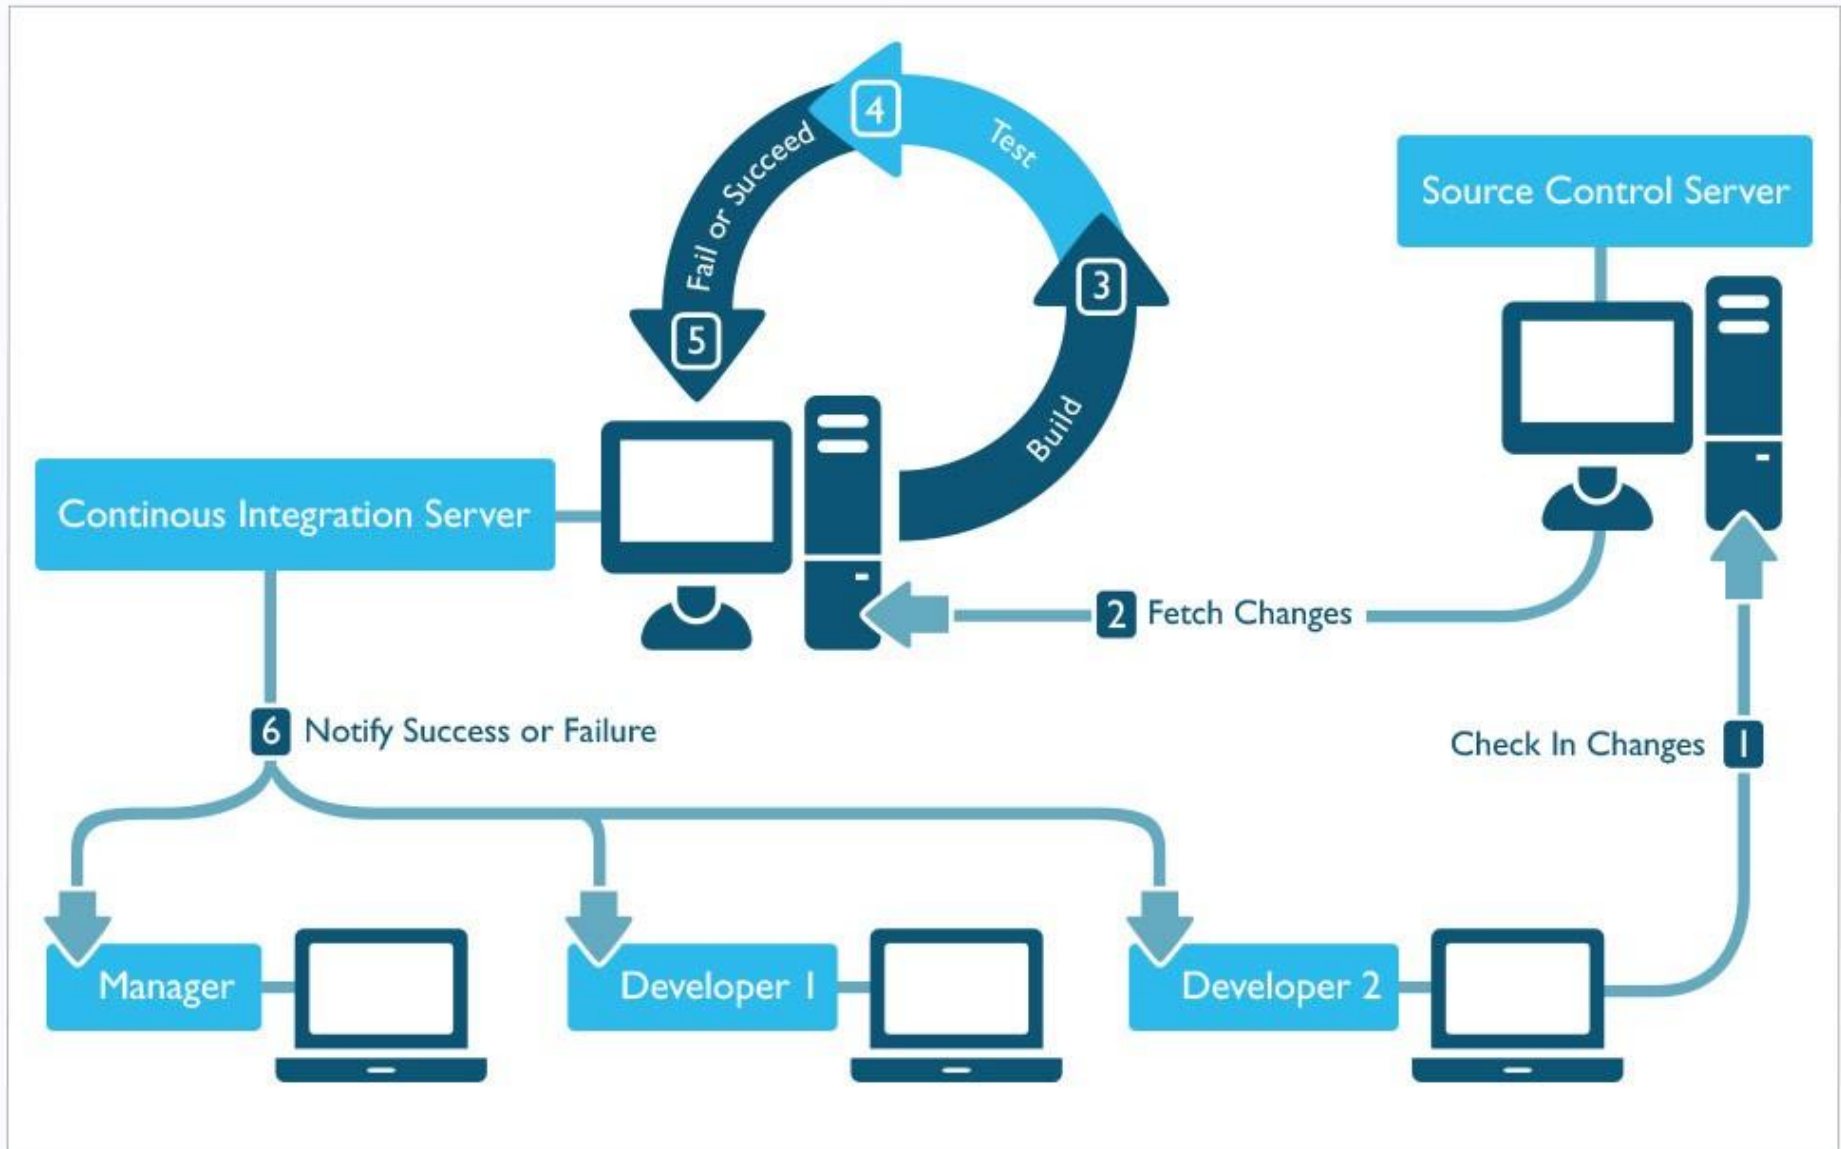 4
Test
Fail or Succeed
Source Control Server
3
5
Build
Continous Integration Server
2 Fetch Changes
6 Notify Success or Failure
Check In Changes 1
Manager
Developer 1
Developer 2